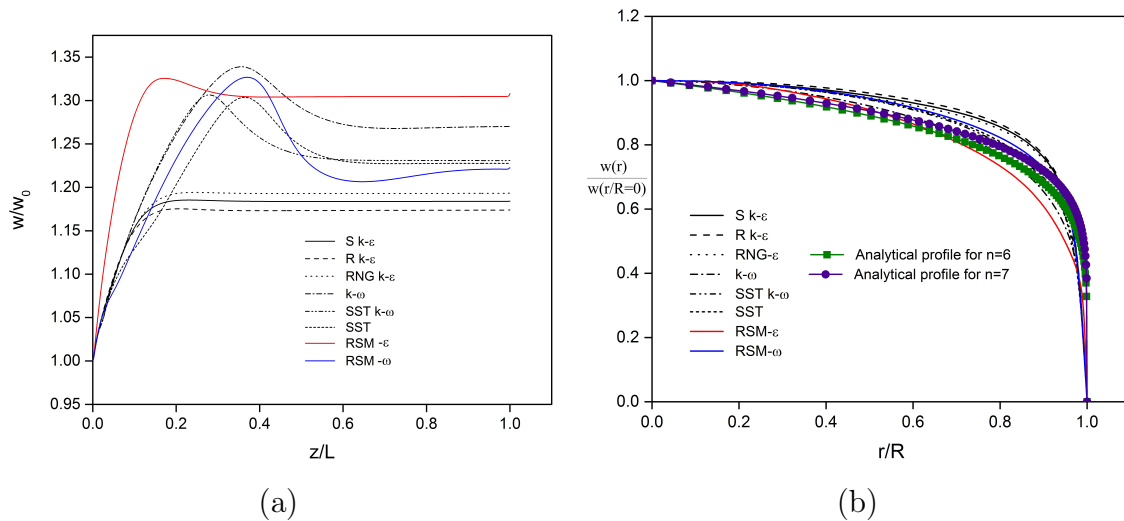 1.35
1.30
1.25
1.20
1.15
1.10
1.05
1.00
0.95
w/w0
0.0 0.2 0.4 0.6 0.8 1.0
z/L
S k-ε
R k-ε
RNG k-ε
k-ω
SST k-ω
SST
RSM -ε
RSM -ω
(a)
1.2
1.0
0.8
0.6
0.4
0.2
0.0
w(r)
w(r/R=0)
0.0 0.2 0.4 0.6 0.8 1.0
r/R
S k-ε
R k-ε
RNG-ε
k-ω
SST k-ω
SST
RSM-ε
RSM-ω
Analytical profile for n=6
Analytical profile for n=7
(b)